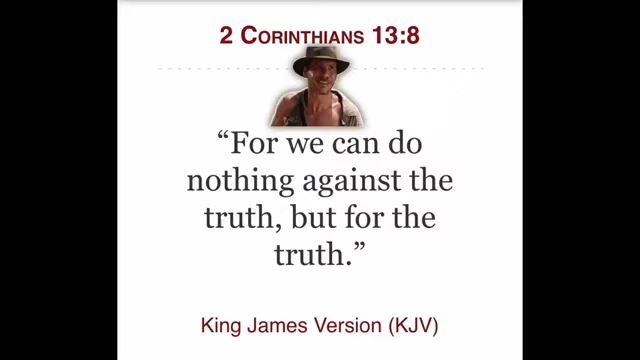 2 CORINTHIANS 13:8
“For we can do
nothing against the
truth, but for the
truth.”
King James Version (KJV)